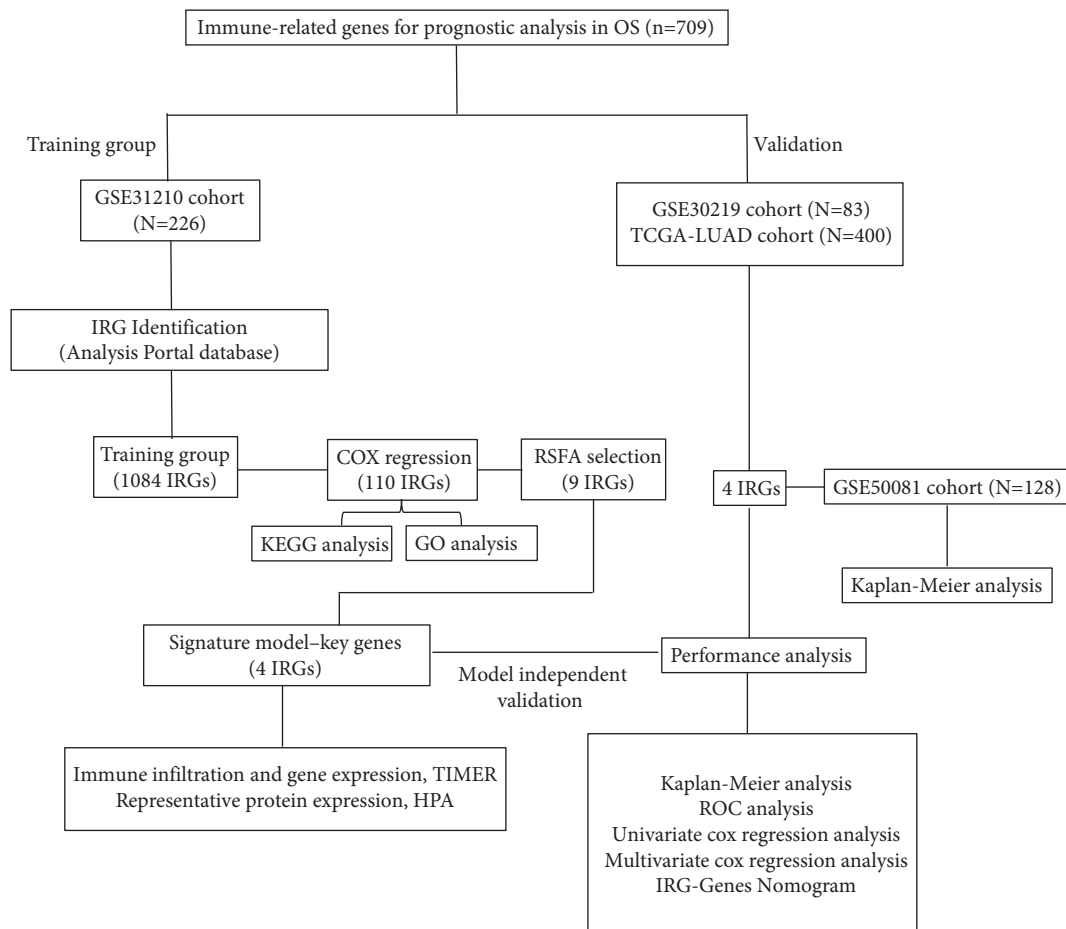 Immune-related genes for prognostic analysis in OS (n=709)
Training group
Validation
GSE31210 cohort
(N=226)
GSE30219 cohort (N=83)
TCGA-LUAD cohort (N=400)
IRG Identification
(Analysis Portal database)
Training group
(1084 IRGs)
COX regression
(110 IRGs)
RSFA selection
(9 IRGs)
4 IRGs
GSE50081 cohort (N=128)
KEGG analysis
GO analysis
Kaplan-Meier analysis
Signature model–key genes
(4 IRGs)
Model independent
validation
Performance analysis
Immune infiltration and gene expression, TIMER
Representative protein expression, HPA
Kaplan-Meier analysis
ROC analysis
Univariate cox regression analysis
Multivariate cox regression analysis
IRG-Genes Nomogram